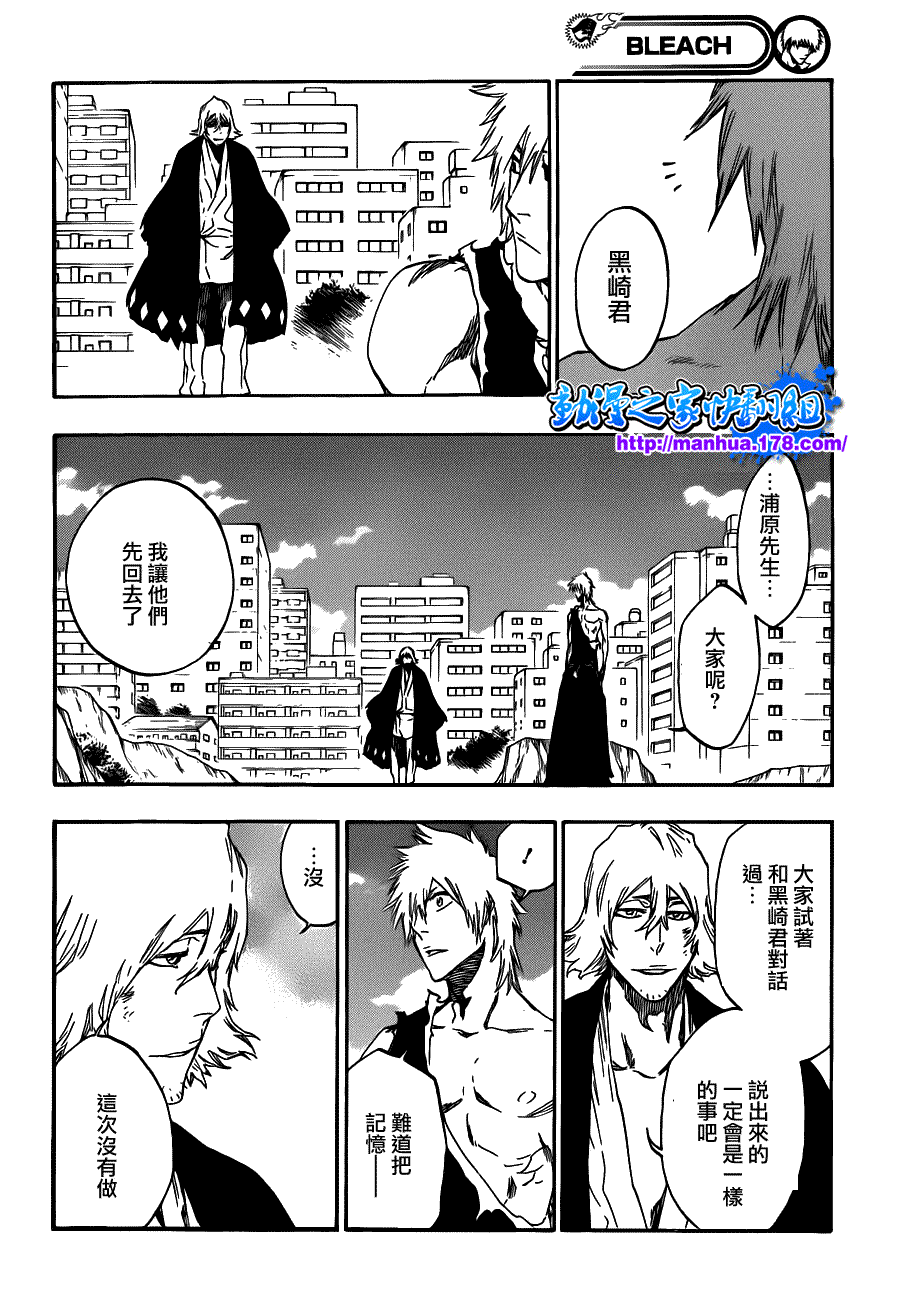 BLEACH
黑崎君
動漫之家快翻組
http://manhua.178.com/
…浦原先生…
大家呢?
我讓他們
先回去了
大家試著
和黑崎君對話
過…
説出來的
一定會是一樣
的事吧
!
難道把
記憶——
…沒
這次沒有做